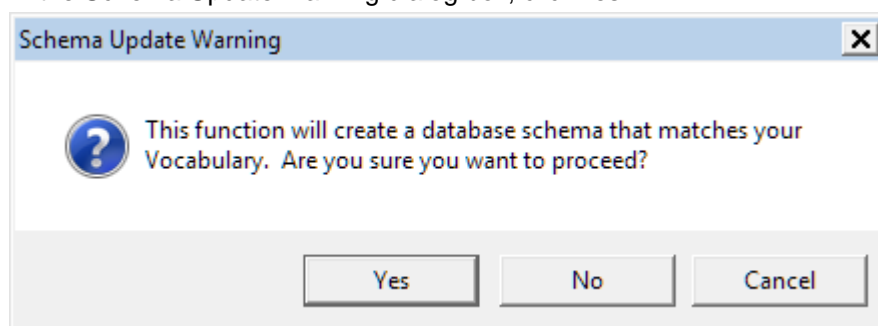 Schema Update Warning
This function will create a database schema that matches your
Vocabulary.  Are you sure you want to proceed?
Yes
No
Cancel